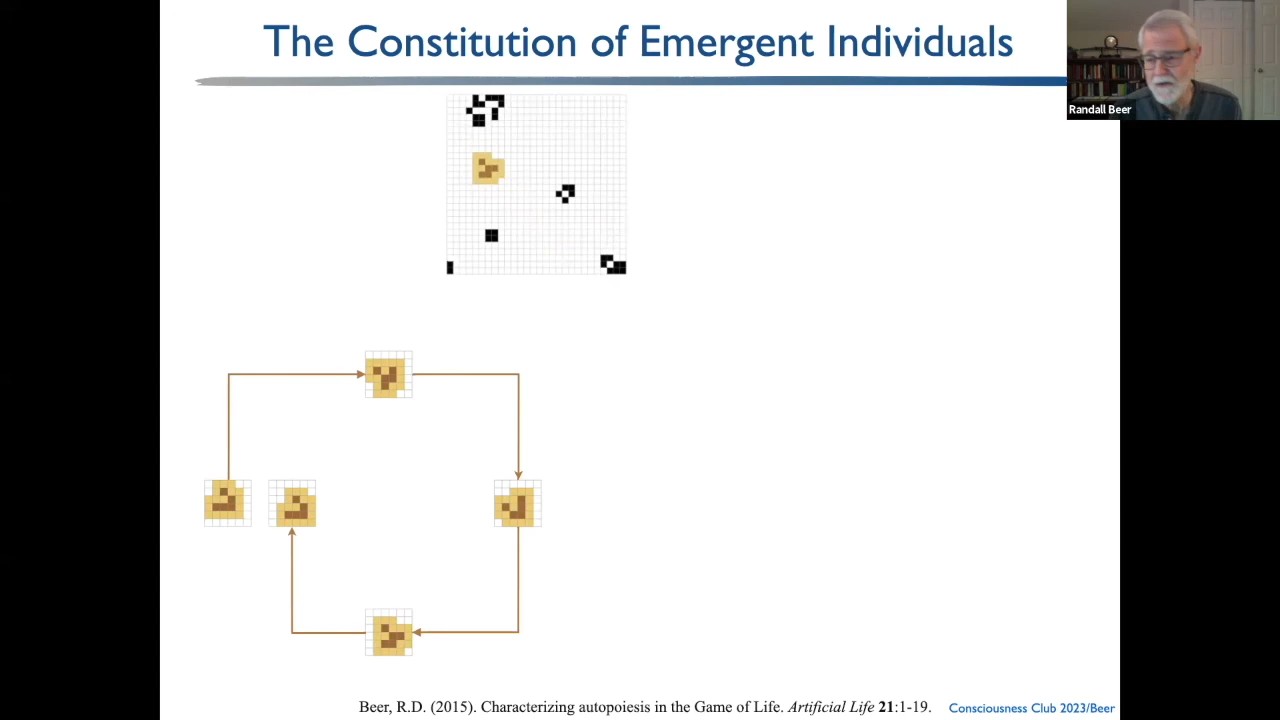 The Constitution of Emergent Individuals
Randall Beer
Beer, R.D. (2015). Characterizing autopoiesis in the Game of Life. Artificial Life 21:1-19.
Consciousness Club 2023/Beer